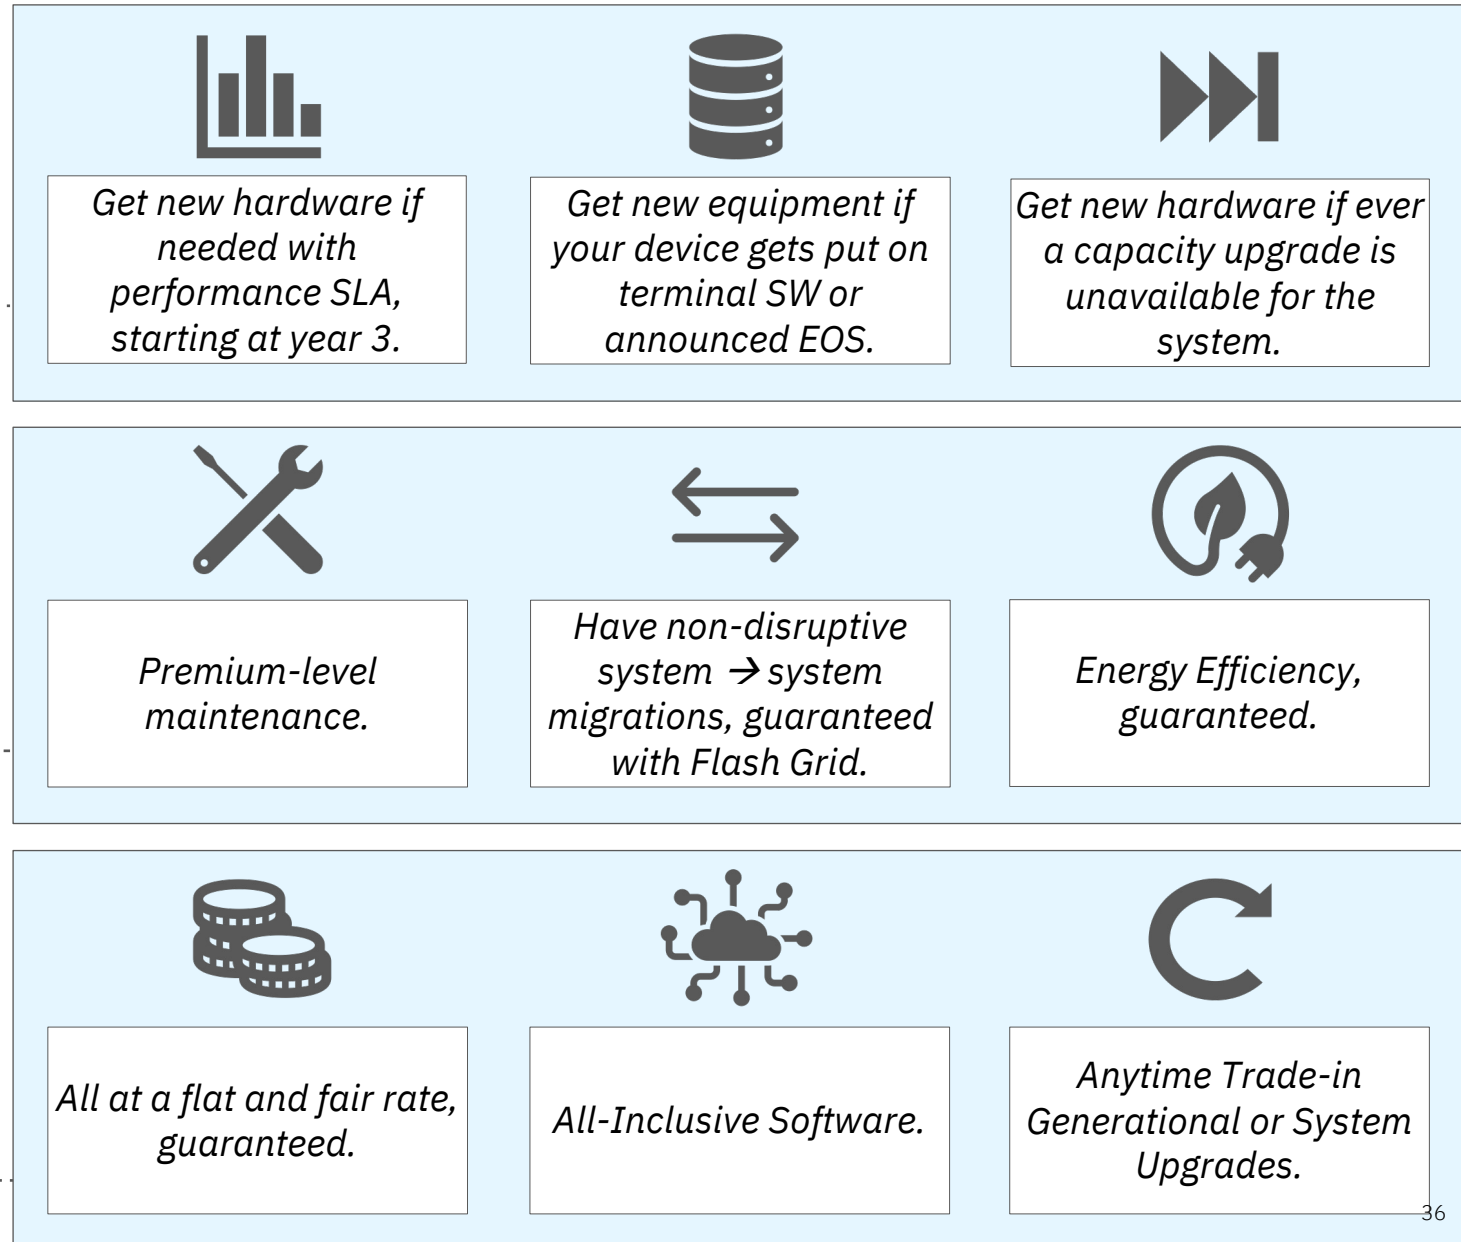 Get new hardware if
needed with
performance SLA,
starting at year 3.
Get new equipment if
your device gets put on
terminal SW or
announced EOS.
Get new hardware if ever
a capacity upgrade is
unavailable for the
system.
Premium-level
maintenance.
Have non-disruptive
system → system
migrations, guaranteed
with Flash Grid.
Energy Efficiency,
guaranteed.
All at a flat and fair rate,
guaranteed.
All-Inclusive Software.
Anytime Trade-in
Generational or System
Upgrades.
36